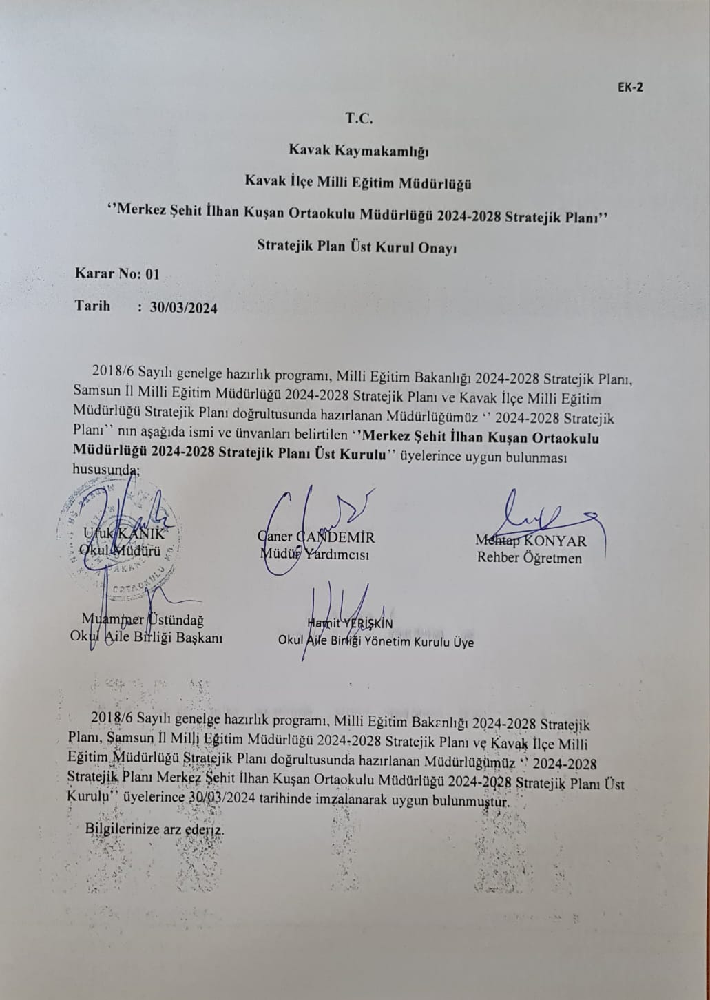 EK-2
T.C.
Kavak Kaymakamlığı
Kavak İlçe Milli Eğitim Müdürlüğü
‘’Merkez Şehit İlhan Kuşan Ortaokulu Müdürlüğü 2024-2028 Stratejik Planı’’
Stratejik Plan Üst Kurul Onayı
Karar No: 01
Tarih : 30/03/2024
2018/6 Sayılı genelge hazırlık programı, Milli Eğitim Bakanlığı 2024-2028 Stratejik Planı,
Samsun İl Milli Eğitim Müdürlüğü 2024-2028 Stratejik Planı ve Kavak İlçe Milli Eğitim
Müdürlüğü Stratejik Planı doğrultusunda hazırlanan Müdürlüğümüz ‘’ 2024-2028 Stratejik
Planı’’ nın aşağıda ismi ve ünvanları belirtilen ‘’Merkez Şehit İlhan Kuşan Ortaokulu
Müdürlüğü 2024-2028 Stratejik Planı Üst Kurulu’’ üyelerince uygun bulunması
hususunda;
Ufuk KANIK Caner CANDEMİR Mehtap KONYAR
Okul Müdürü Müdür Yardımcısı Rehber Öğretmen
ORTAOKULU
Muammer Üstündağ Hamit YERİŞKİN
Okul Aile Birliği Başkanı Okul Aile Birliği Yönetim Kurulu Üye
2018/6 Sayılı genelge hazırlık programı, Milli Eğitim Bakanlığı 2024-2028 Stratejik
Planı, Samsun İl Milli Eğitim Müdürlüğü 2024-2028 Stratejik Planı ve Kavak İlçe Milli
Eğitim Müdürlüğü Stratejik Planı doğrultusunda hazırlanan Müdürlüğümüz ‘’ 2024-2028
Stratejik Planı Merkez Şehit İlhan Kuşan Ortaokulu Müdürlüğü 2024-2028 Stratejik Planı Üst
Kurulu’’ üyelerince 30/03/2024 tarihinde imzalanarak uygun bulunmuştur.
Bilgilerinize arz ederiz.